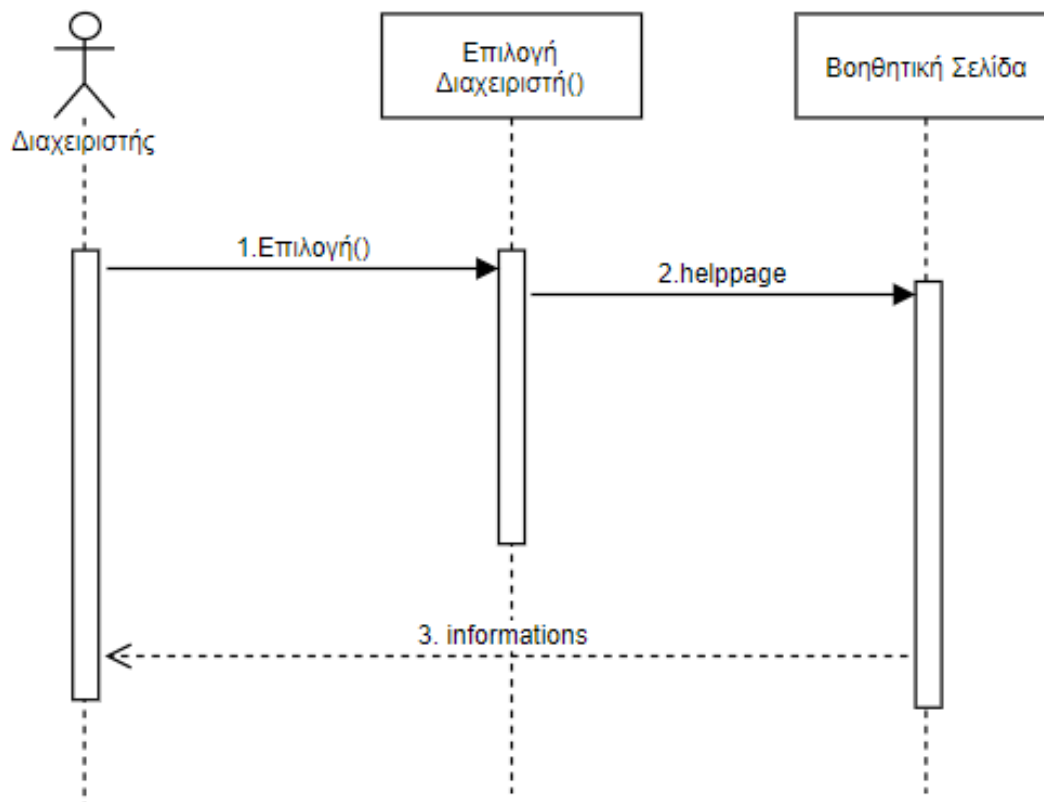 Επιλογή
Διαχειριστή()
Βοηθητική Σελίδα
Διαχειριστής
1.Επιλογή()
2.helppage
3. informations